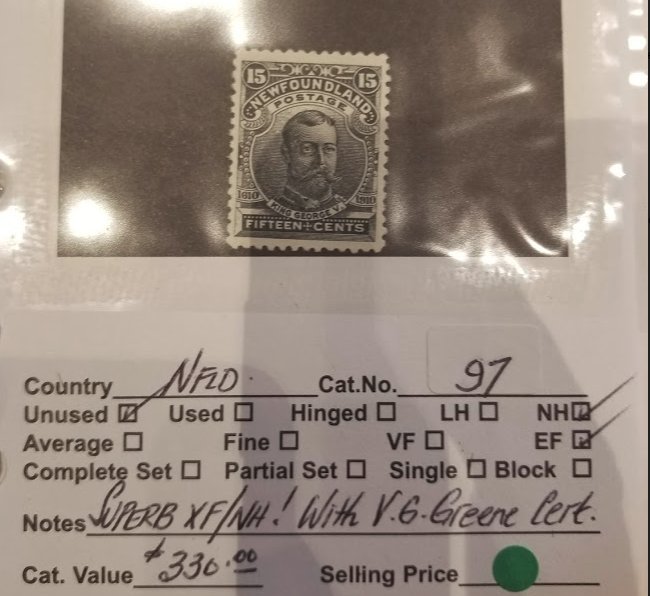 15 15
NEWFOUNDLAND
POSTAGE
1610 1910
KING GEORGE V.
FIFTEEN CENTS
Country NFLD. Cat.No. 97
Unused ☑ Used ☐ Hinged ☐ LH ☐ NH ☑
Average ☐ Fine ☐ VF ☐ EF ☑
Complete Set ☐ Partial Set ☐ Single ☐ Block ☐
Notes SUPERB XF/NH! With V.G. Greene Cert.
Cat. Value $330.00 Selling Price